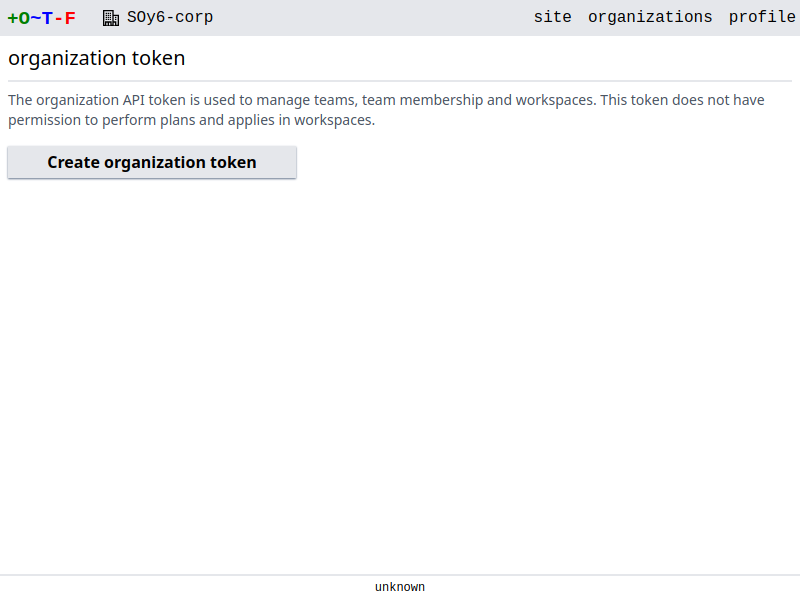 +O~T-F SOy6-corp site organizations profile
organization token
The organization API token is used to manage teams, team membership and workspaces. This token does not have
permission to perform plans and applies in workspaces.
Create organization token
unknown